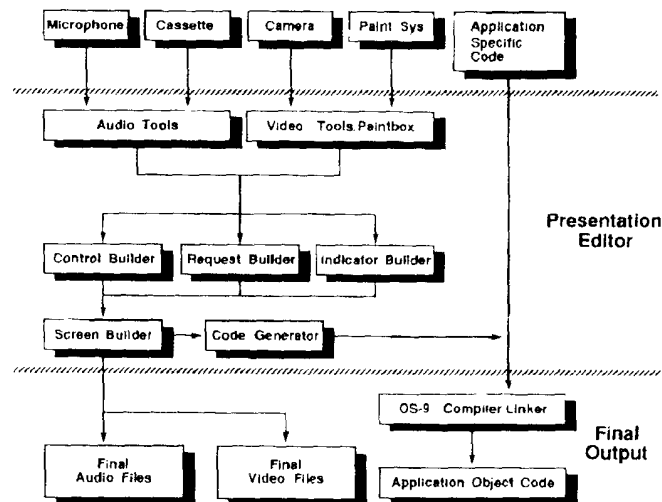 Microphone
Cassette
Camera
Paint Sys
Application
Specific
Code
Audio Tools
Video Tools.Paintbox
Presentation
Editor
Control Builder
Request Builder
Indicator Builder
Screen Builder
Code Generator
OS-9 Compiler Linker
Final
Output
Final
Audio Files
Final
Video Files
Application Object Code